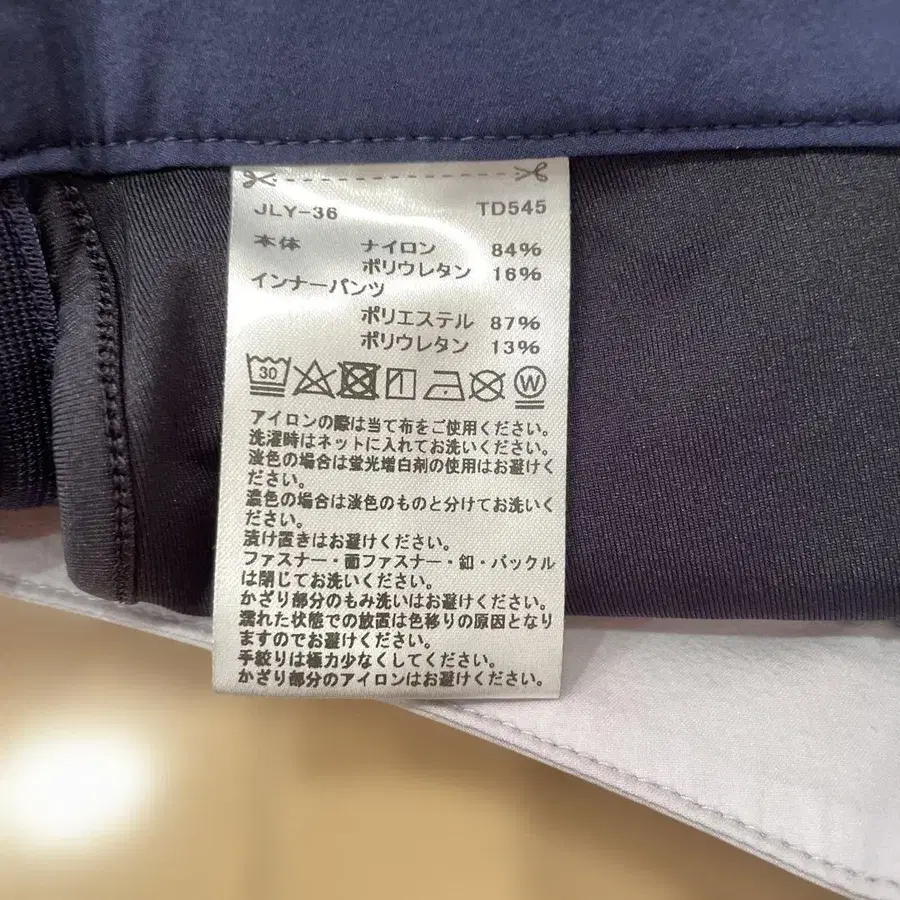 JLY-36 TD545
本体 ナイロン 84%
ポリウレタン 16%
インナーパンツ
ポリエステル 87%
ポリウレタン 13%
30 W
アイロンの際は当て布をご使用ください。
洗濯時はネットに入れてお洗いください。
淡色の場合は蛍光増白剤の使用はお避けく
ださい。
濃色の場合は淡色のものと分けてお洗いく
ださい。
漬け置きはお避けください。
ファスナー・面ファスナー・釦・バックル
は閉じてお洗いください。
かざり部分のもみ洗いはお避けください。
濡れた状態での放置は色移りの原因となり
ますのでお避けください。
手絞りは極力少なくしてください。
かざり部分のアイロンはお避けください。